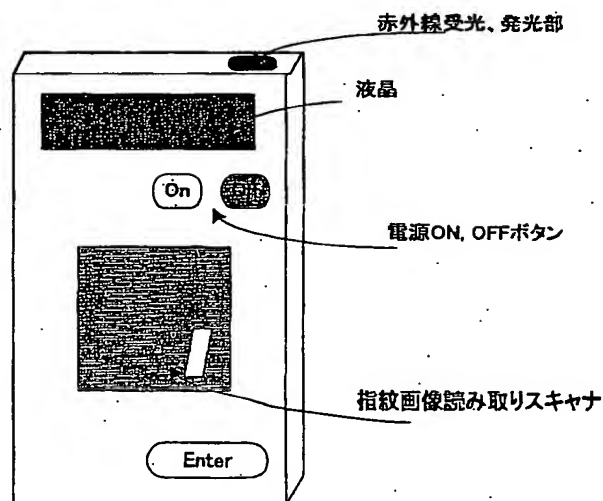 赤外線受光、発光部
液晶
On
電源ON, OFFボタン
指紋画像読み取りスキャナ
Enter